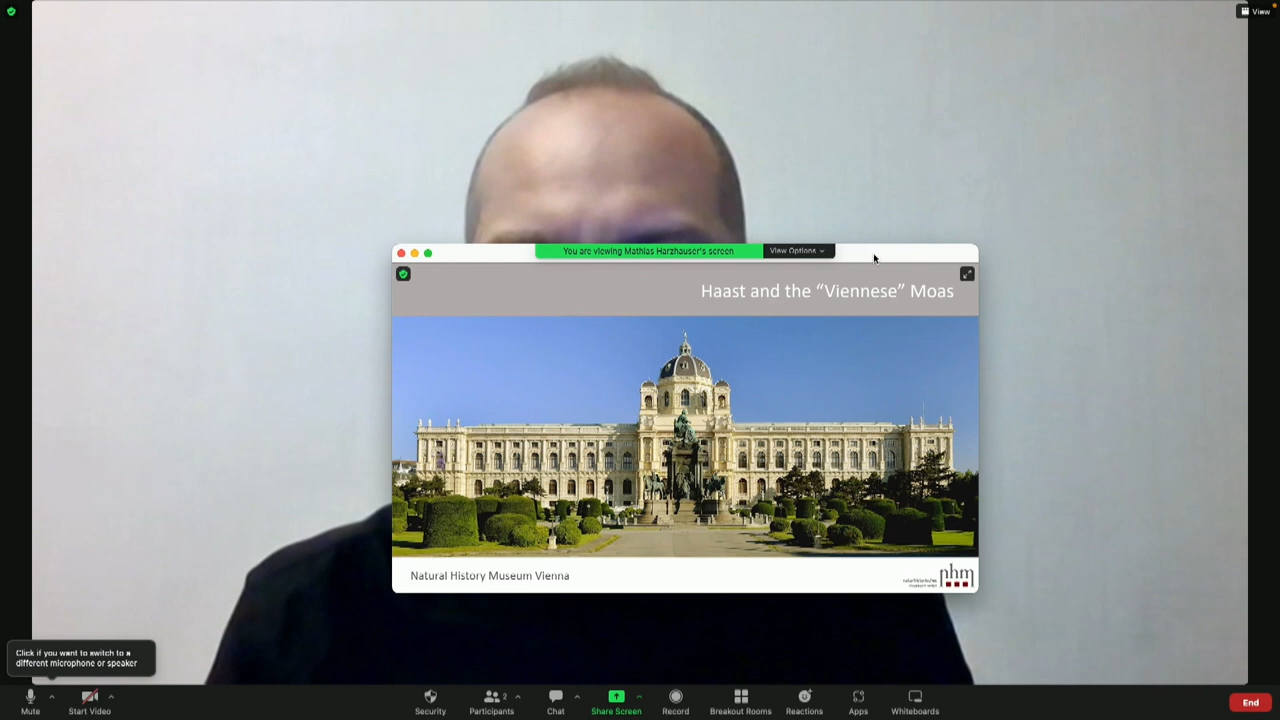 View
You are viewing Mathias Harzhauser's screen
View Options
Haast and the “Viennese” Moas
Natural History Museum Vienna
nhm
Click if you want to switch to a
different microphone or speaker
Mute
Start Video
Security
Participants
2
Chat
Share Screen
Record
Breakout Rooms
Reactions
Apps
Whiteboards
End